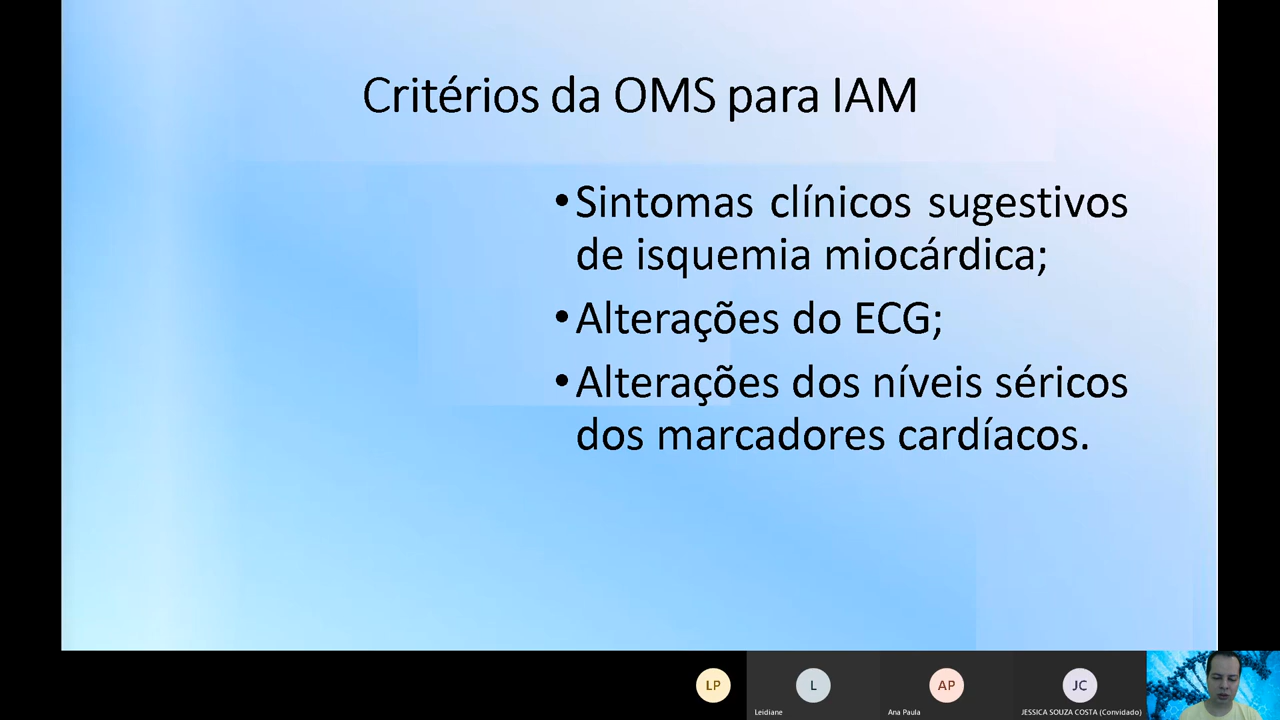 Critérios da OMS para IAM
•Sintomas clínicos sugestivos
de isquemia miocárdica;
•Alterações do ECG;
•Alterações dos níveis séricos
dos marcadores cardíacos.
LP
L
AP
JC
Leidiane
Ana Paula
JESSICA SOUZA COSTA (Convidado)